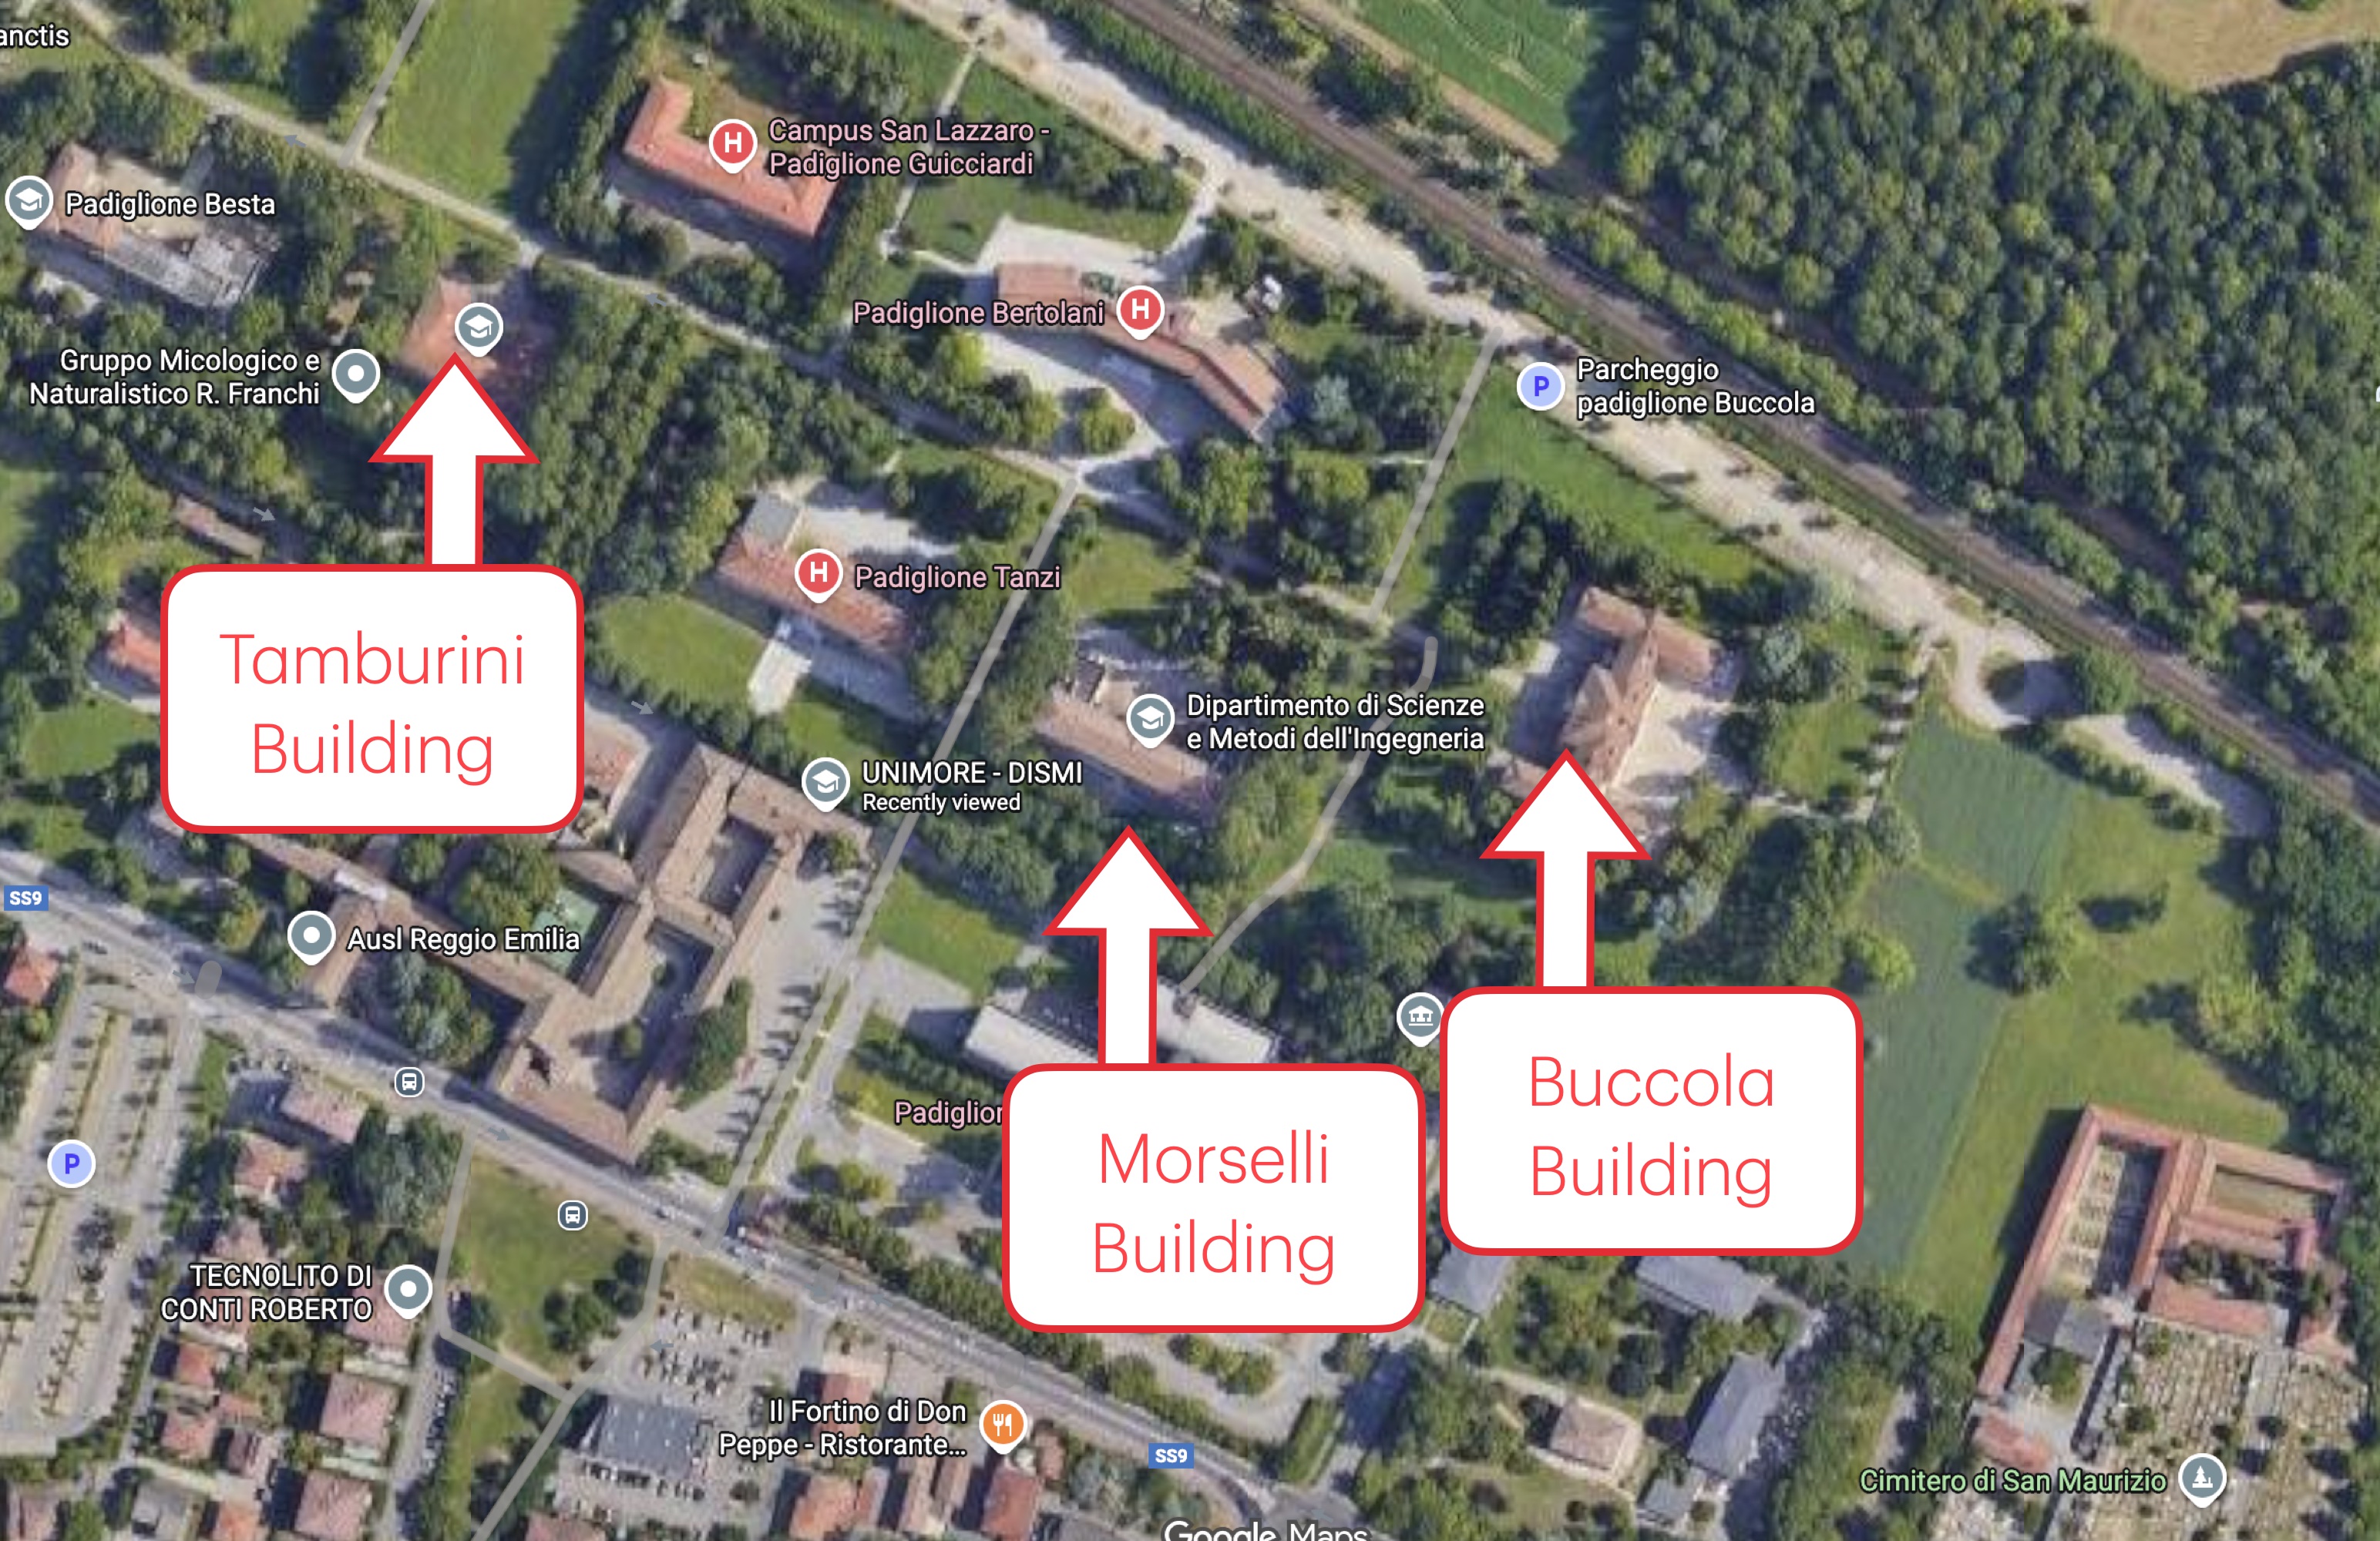 anctis
Campus San Lazzaro -
Padiglione Guicciardi
Padiglione Besta
Padiglione Bertolani
Gruppo Micologico e
Naturalistico R. Franchi
Parcheggio
padiglione Buccola
P
H
H
H
Padiglione Tanzi
Tamburini
Building
Dipartimento di Scienze
e Metodi dell'Ingegneria
UNIMORE - DISMI
Recently viewed
SS9
Ausl Reggio Emilia
Padiglion
Morselli
Building
Buccola
Building
P
TECNOLITO DI
CONTI ROBERTO
Il Fortino di Don
Peppe - Ristorante...
SS9
Cimitero di San Maurizio
Google Maps